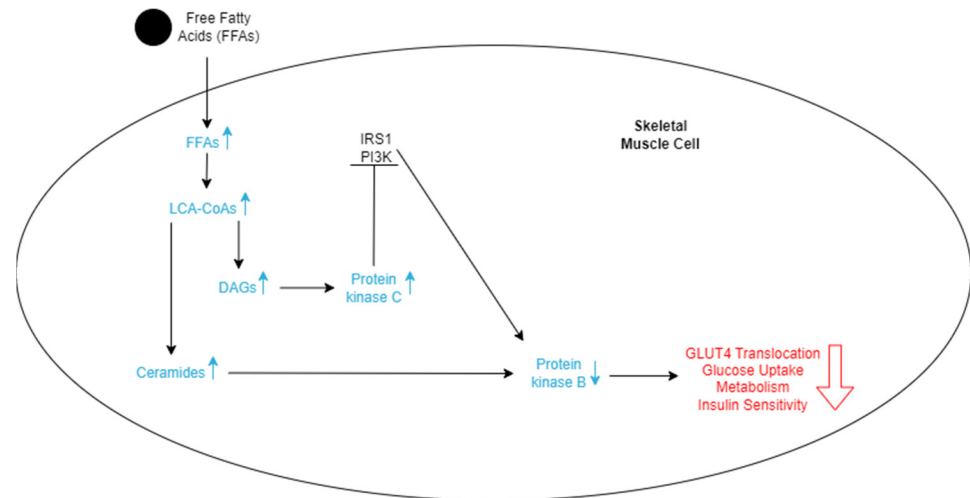 Free Fatty
Acids (FFAs)
FFAs
IRS1
PI3K
Skeletal
Muscle Cell
LCA-CoAs
DAGs
Protein
kinase C
Ceramides
Protein
kinase B
GLUT4 Translocation
Glucose Uptake
Metabolism
Insulin Sensitivity